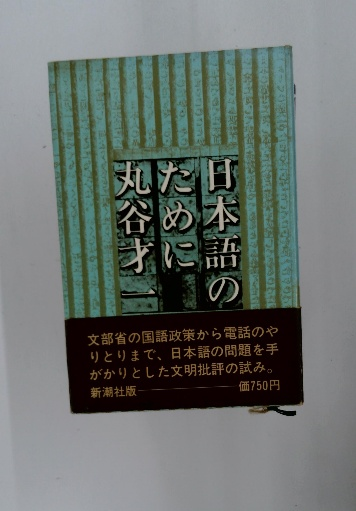 日本語の
ために
丸谷才一
文部省の国語政策から電話のや
りとりまで、日本語の問題を手
がかりとした文明批評の試み。
新潮社版
価750円